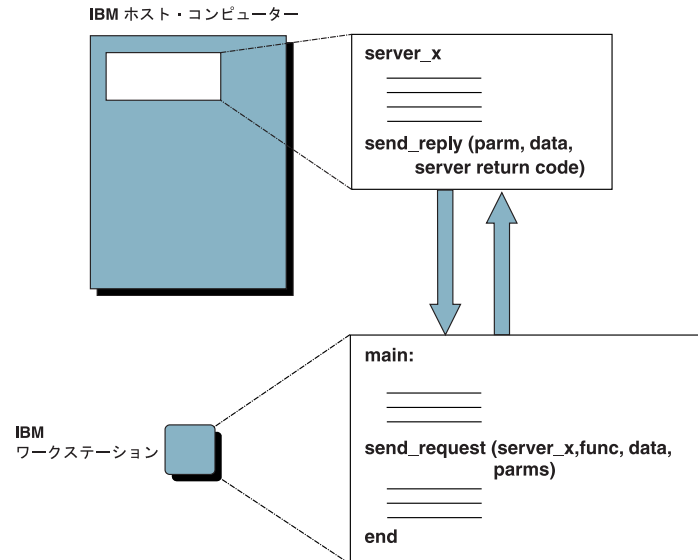 IBM ホスト・コンピューター
server_x
send_reply (parm, data,
server return code)
main:
IBM
ワークステーション
send_request (server_x,func, data,
parms)
end